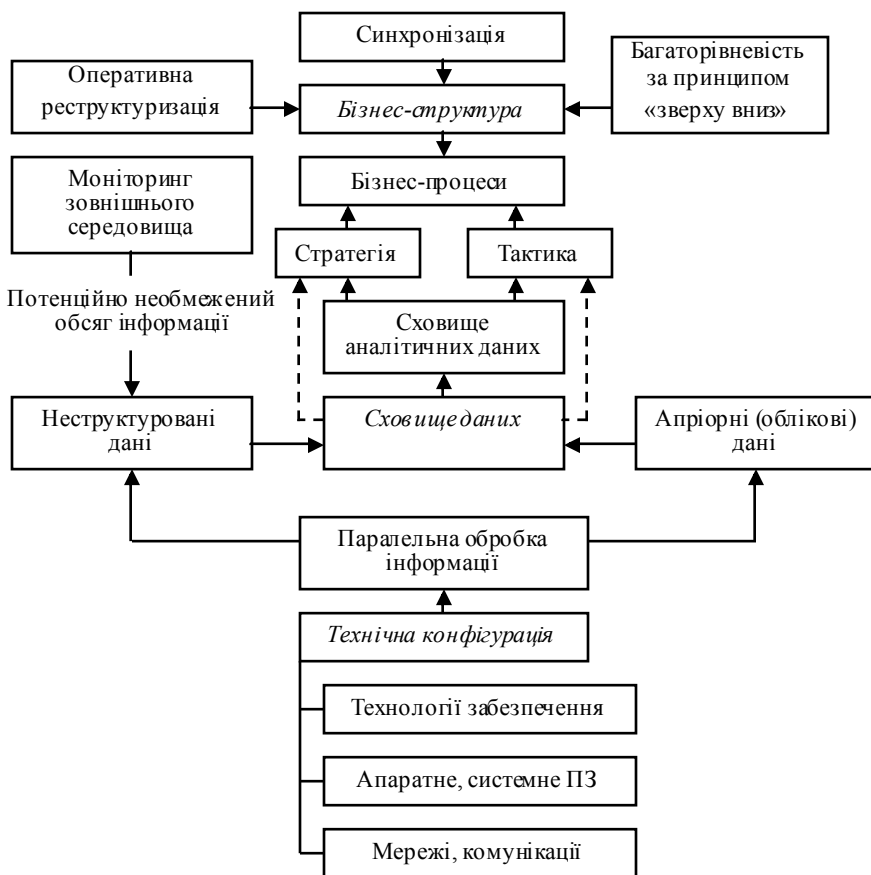 Синхронізація
Оперативна
реструктуризація
Бізнес-структура
Багаторівневість
за принципом
«зверху вниз»
Моніторинг
зовнішнього
середовища
Бізнес-процеси
Стратегія
Тактика
Потенційно необмежений
обсяг інформації
Сховище
аналітичних даних
Неструктуровані
дані
Сховище даних
Апріорні (облікові)
дані
Паралельна обробка
інформації
Технічна конфігурація
Технології забезпечення
Апаратне, системне ПЗ
Мережі, комунікації